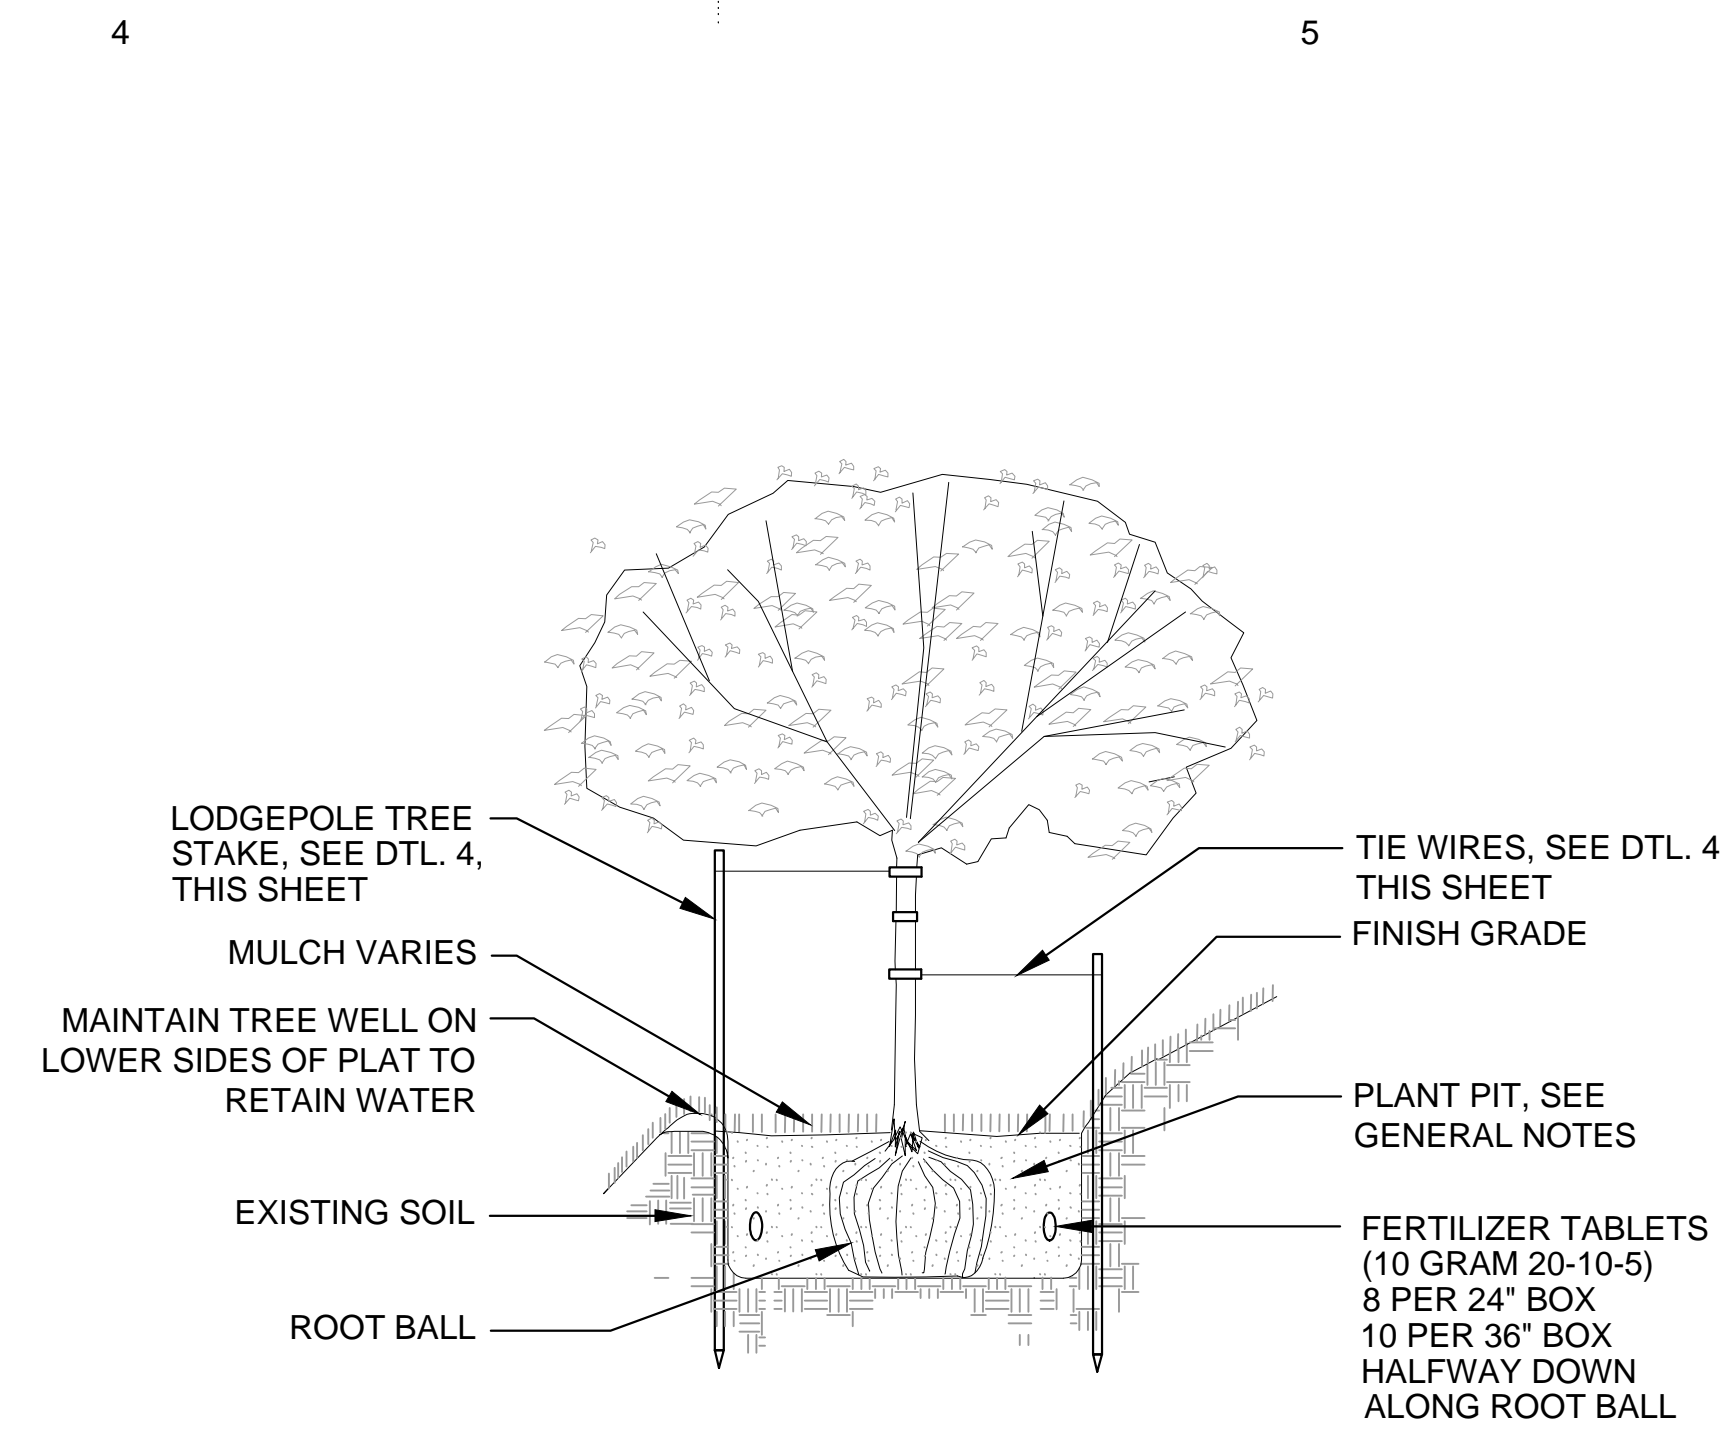 4
5
LODGEPOLE TREE
STAKE, SEE DTL. 4,
THIS SHEET
MULCH VARIES
MAINTAIN TREE WELL ON
LOWER SIDES OF PLAT TO
RETAIN WATER
EXISTING SOIL
ROOT BALL
TIE WIRES, SEE DTL. 4
THIS SHEET
FINISH GRADE
PLANT PIT, SEE
GENERAL NOTES
FERTILIZER TABLETS
(10 GRAM 20-10-5)
8 PER 24" BOX
10 PER 36" BOX
HALFWAY DOWN
ALONG ROOT BALL